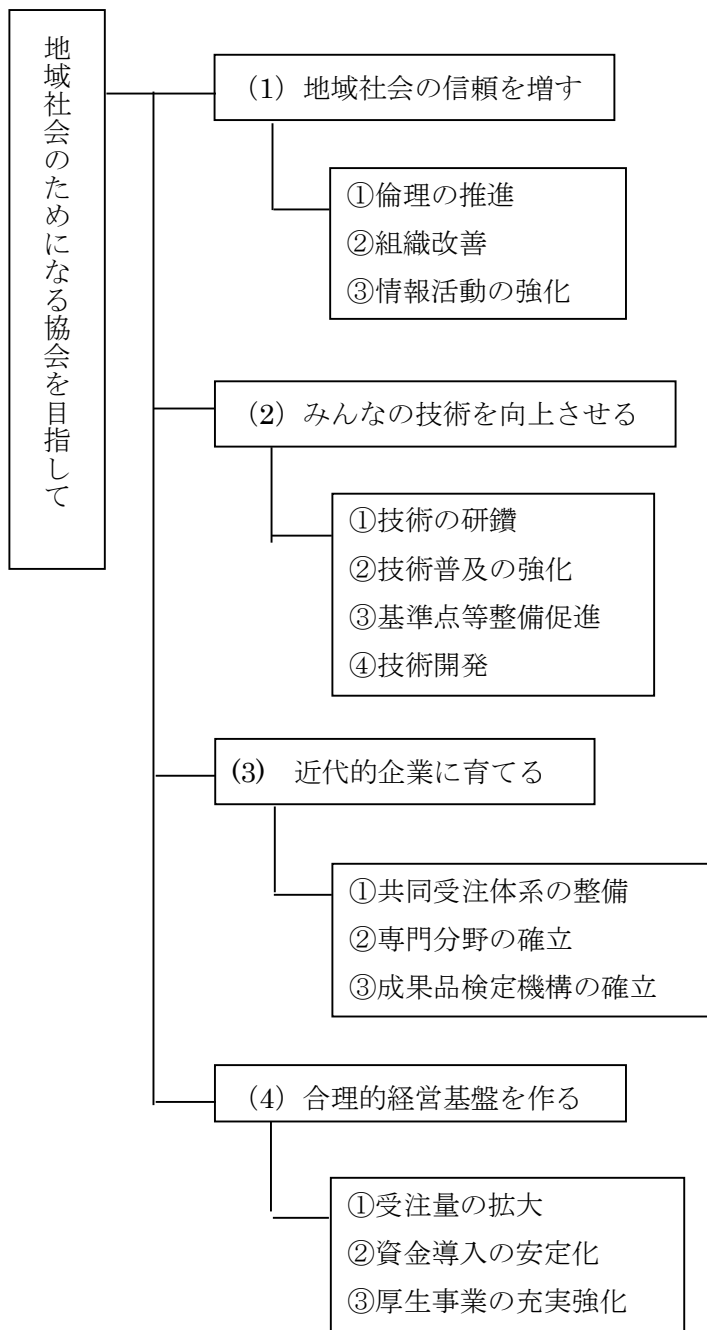 地域社会のためになる協会を目指して
（1）地域社会の信頼を増す
①倫理の推進
②組織改善
③情報活動の強化
（2）みんなの技術を向上させる
①技術の研鑽
②技術普及の強化
③基準点等整備促進
④技術開発
(3)　近代的企業に育てる
①共同受注体系の整備
②専門分野の確立
③成果品検定機構の確立
（4）合理的経営基盤を作る
①受注量の拡大
②資金導入の安定化
③厚生事業の充実強化